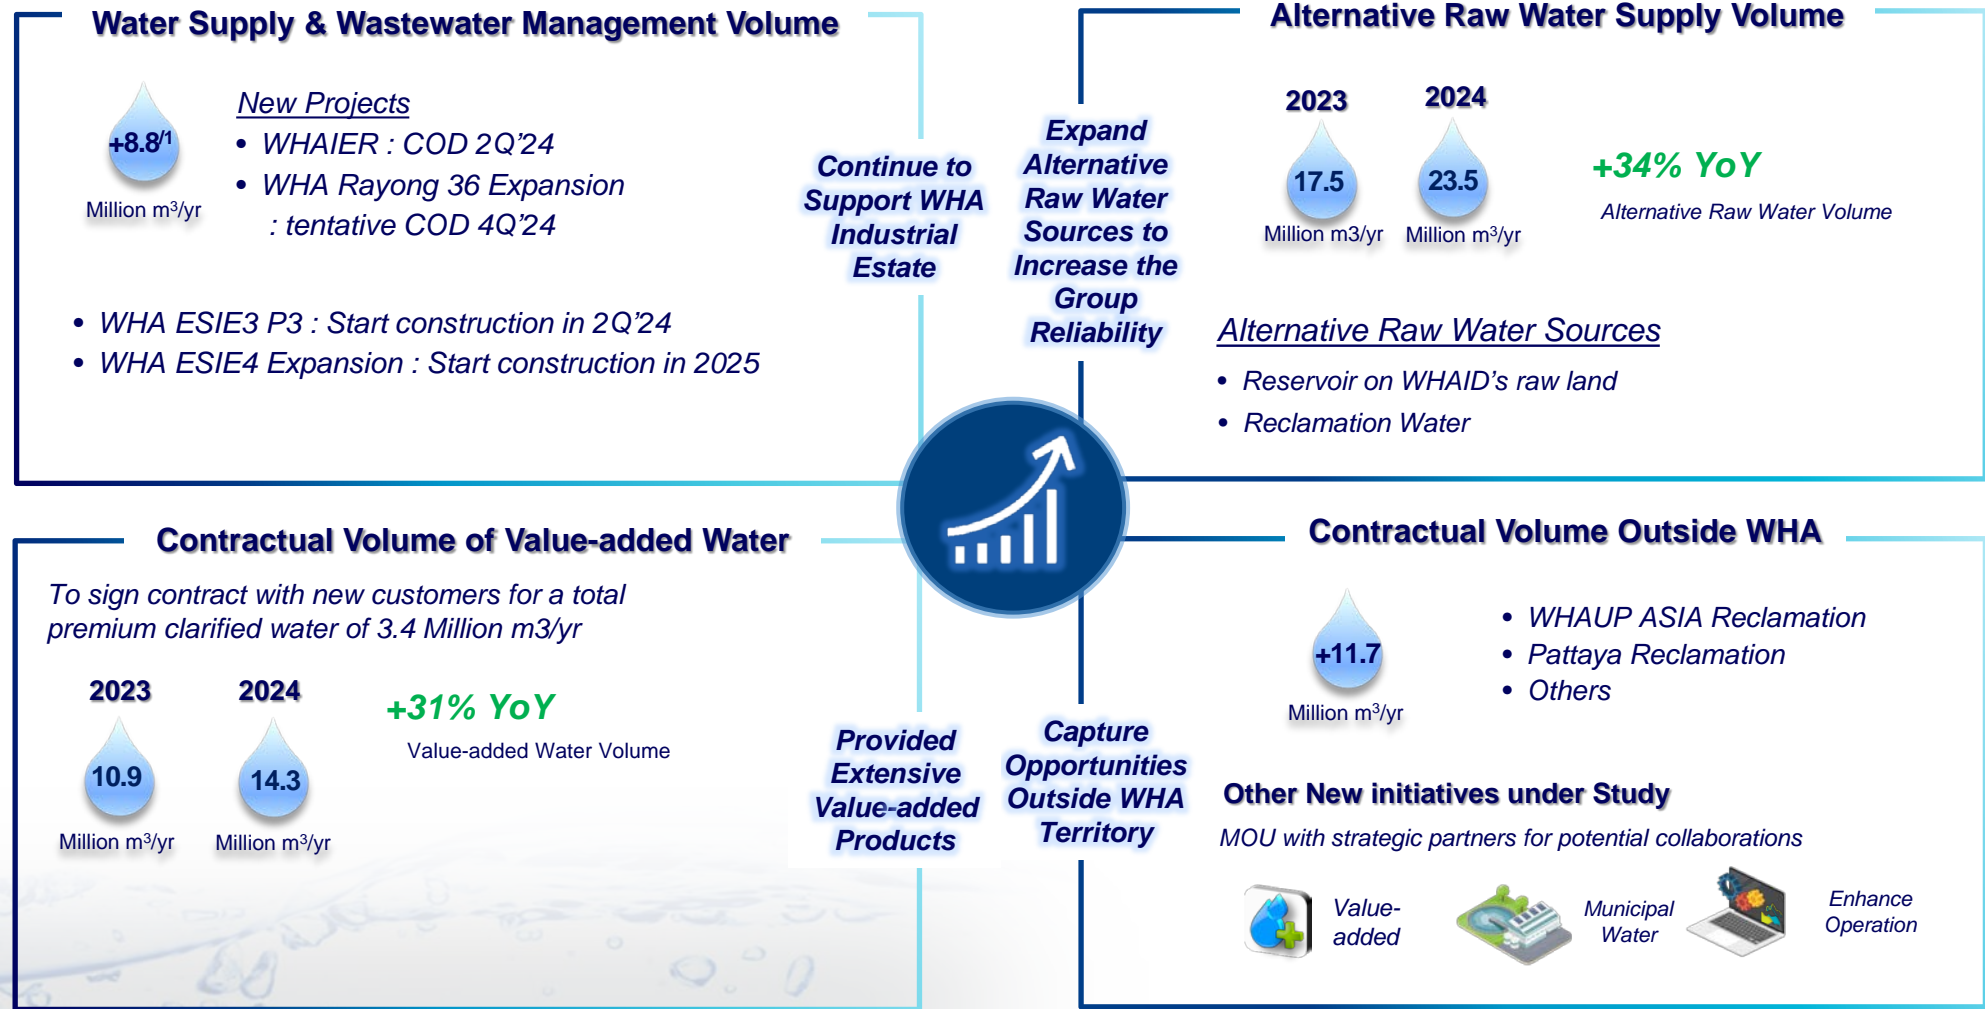 Water Supply & Wastewater Management Volume
+8.8/1
Million m³/yr
New Projects
• WHAIER : COD 2Q’24
• WHA Rayong 36 Expansion
: tentative COD 4Q’24
• WHA ESIE3 P3 : Start construction in 2Q’24
• WHA ESIE4 Expansion : Start construction in 2025
Continue to
Support WHA
Industrial
Estate
Alternative Raw Water Supply Volume
Expand
Alternative
Raw Water
Sources to
Increase the
Group
Reliability
2023
17.5
Million m3/yr
2024
23.5
Million m³/yr
+34% YoY
Alternative Raw Water Volume
Alternative Raw Water Sources
• Reservoir on WHAID’s raw land
• Reclamation Water
Contractual Volume of Value-added Water
To sign contract with new customers for a total
premium clarified water of 3.4 Million m3/yr
2023
10.9
Million m³/yr
2024
14.3
Million m³/yr
+31% YoY
Value-added Water Volume
Provided
Extensive
Value-added
Products
Contractual Volume Outside WHA
Capture
Opportunities
Outside WHA
Territory
+11.7
Million m³/yr
• WHAUP ASIA Reclamation
• Pattaya Reclamation
• Others
Other New initiatives under Study
MOU with strategic partners for potential collaborations
Value-
added
Municipal
Water
Enhance
Operation